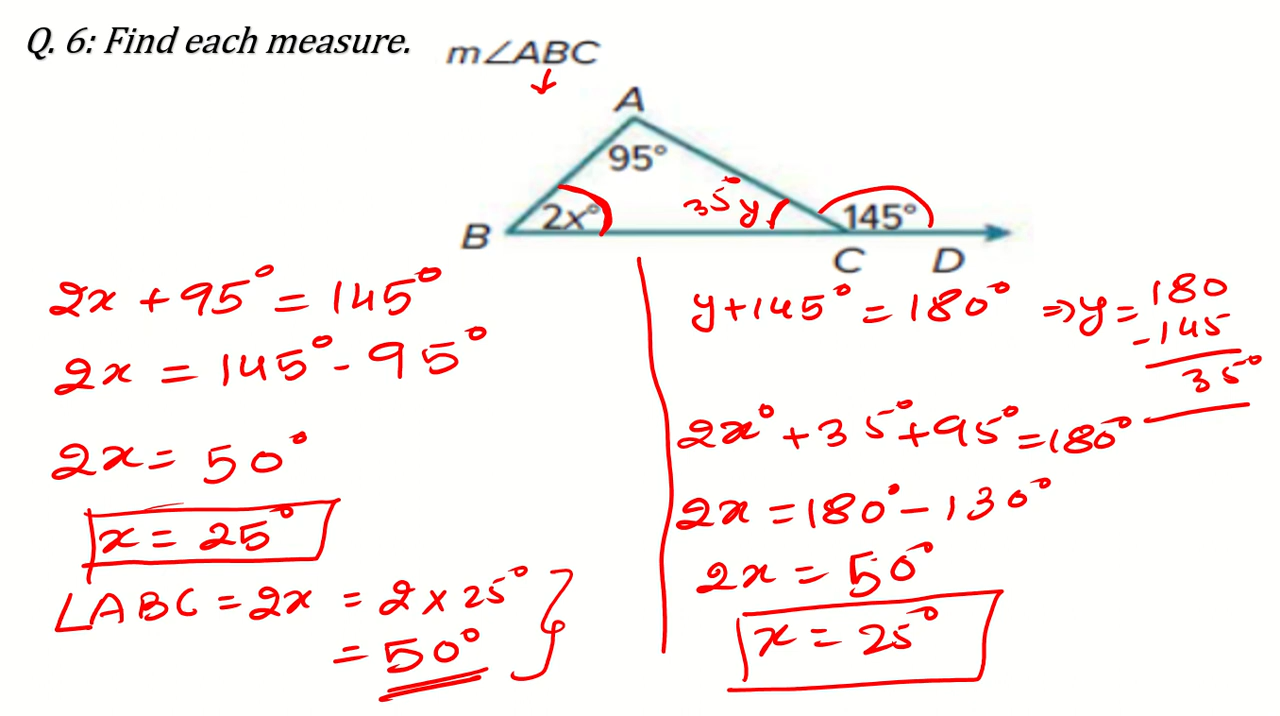 Q. 6: Find each measure.
m∠ABC
↓
A
95°
2x°
35° y
145°
B
C
D
2x + 95° = 145°
2x = 145° - 95°
2x = 50°
x = 25°
∠ABC = 2x = 2 × 25°
= 50°
y + 145° = 180° ⇒ y = 180
- 145
35°
2x° + 35° + 95° = 180°
2x = 180° - 130°
2x = 50°
x = 25°